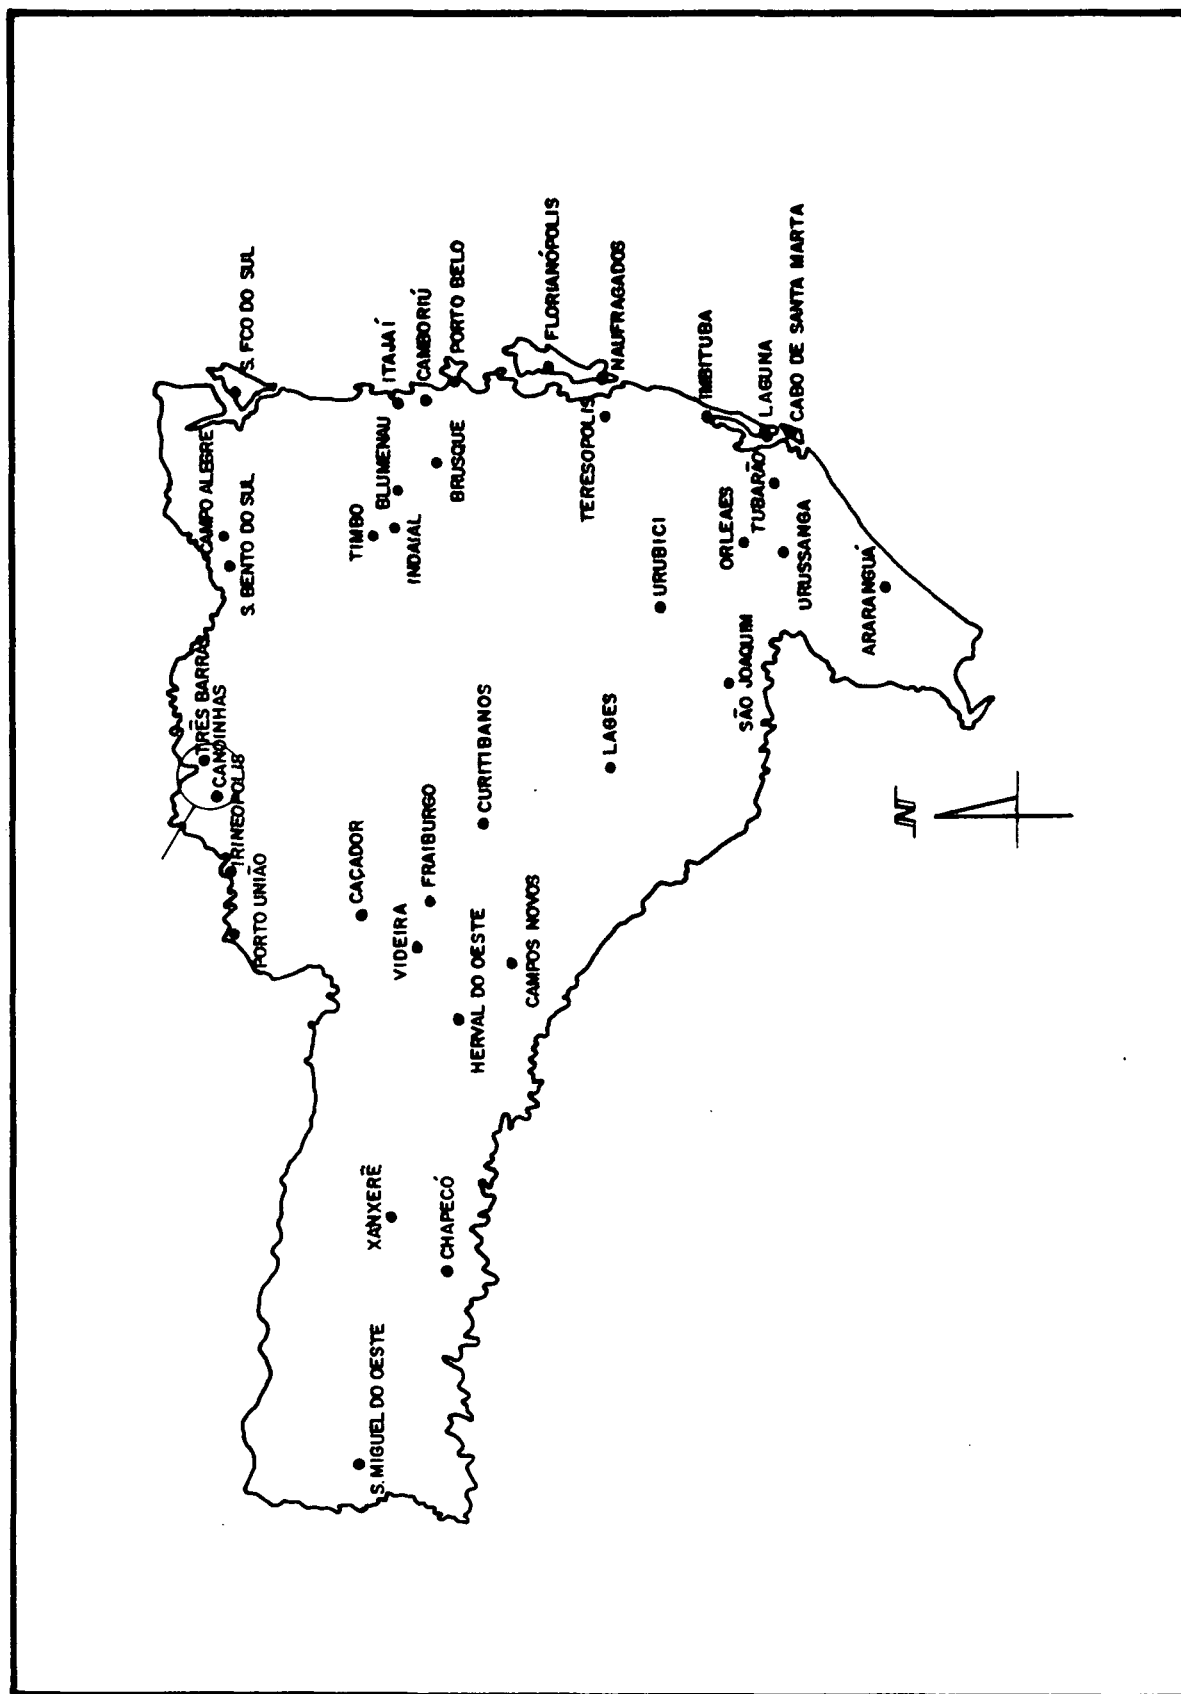 S. FCO DO SUL
CAMPO ALEGRE
S. BENTO DO SUL
TRÊS BARRAS
CANOINHAS
IRINEOPOLIS
PORTO UNIÃO
ITAJAÍ
CAMBORIÚ
PORTO BELO
BLUMENAU
TIMBO
INDAIAL
BRUSQUE
FLORIANÓPOLIS
NAUFRAGADOS
TERESOPOLIS
CAÇADOR
VIDEIRA
FRAIBURGO
CURITIBANOS
HERVAL DO OESTE
CAMPOS NOVOS
XANXERÊ
CHAPECÓ
S. MIGUEL DO OESTE
LAGES
URUBICI
SÃO JOAQUIM
IMBITUBA
LAGUNA
CABO DE SANTA MARTA
ORLEAES
TUBARÃO
URUSSANGA
ARARANGUÁ
N